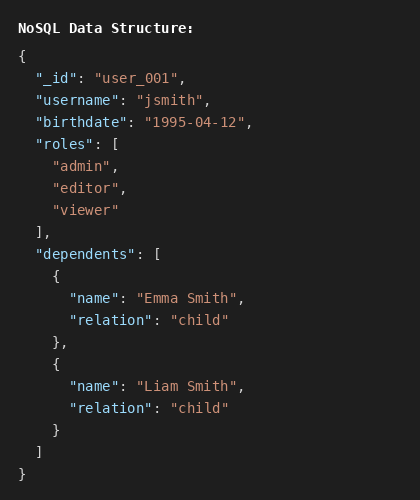 NoSQL Data Structure:
{
  "_id": "user_001",
  "username": "jsmith",
  "birthdate": "1995-04-12",
  "roles": [
    "admin",
    "editor",
    "viewer"
  ],
  "dependents": [
    {
      "name": "Emma Smith",
      "relation": "child"
    },
    {
      "name": "Liam Smith",
      "relation": "child"
    }
  ]
}